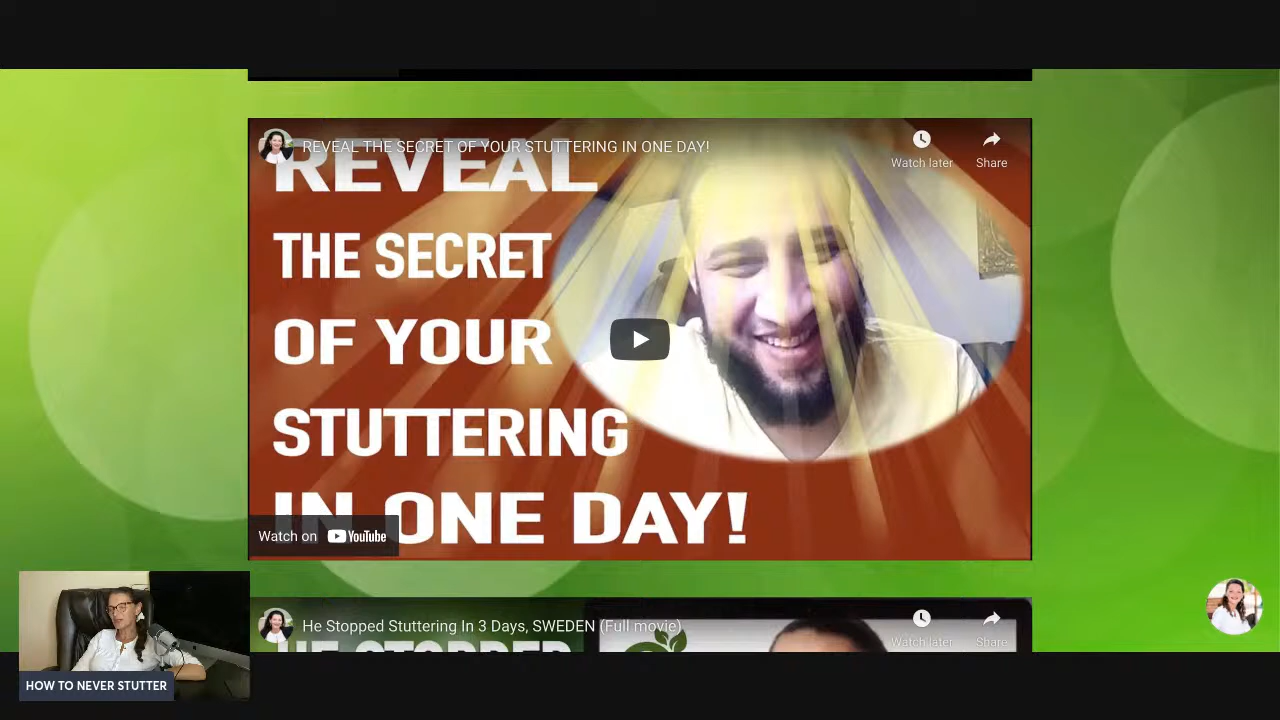 REVEAL THE SECRET OF YOUR STUTTERING IN ONE DAY!
Watch later
Share
REVEAL
THE SECRET
OF YOUR
STUTTERING
IN ONE DAY!
Watch on YouTube
He Stopped Stuttering In 3 Days, SWEDEN (Full movie)
Watch later
Share
HE STOPPED
HOW TO NEVER STUTTER